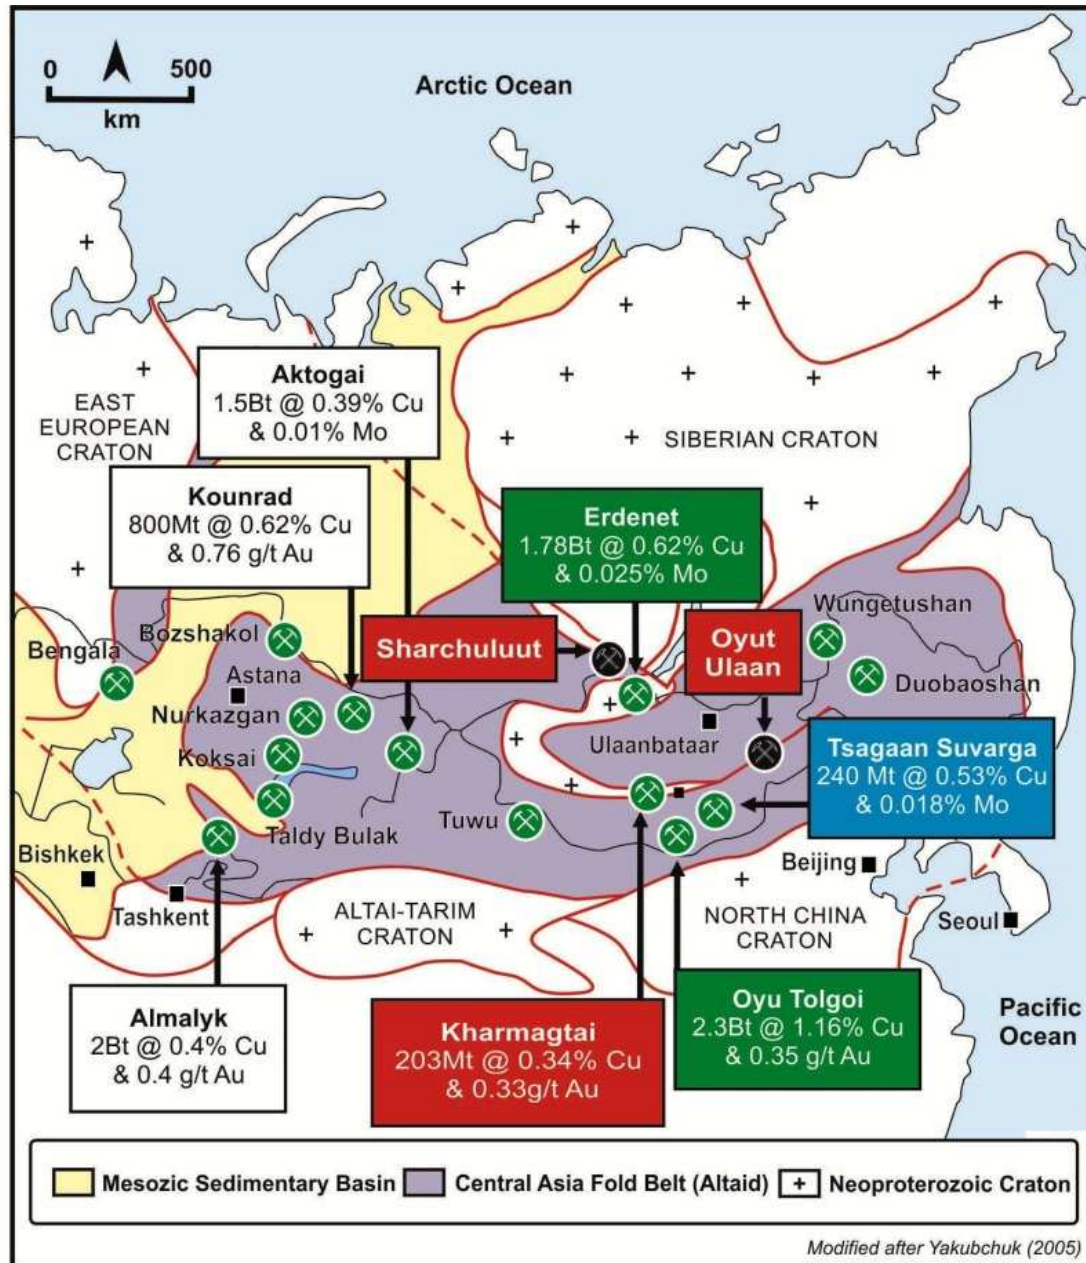 0 500
km
Arctic Ocean
Aktogai
1.5Bt @ 0.39% Cu
& 0.01% Mo
EAST
EUROPEAN
CRATON
SIBERIAN CRATON
Kounrad
800Mt @ 0.62% Cu
& 0.76 g/t Au
Erdenet
1.78Bt @ 0.62% Cu
& 0.025% Mo
Wungetushan
Bozshakol
Sharchuluut
Oyut
Ulaan
Bengala
Astana
Duobaoshan
Nurkazgan
Ulaanbataar
Koksai
Tsagaan Suvarga
240 Mt @ 0.53% Cu
& 0.018% Mo
Tuwu
Taldy Bulak
Bishkek
Beijing
Tashkent
ALTAI-TARIM
CRATON
NORTH CHINA
CRATON
Seoul
Almalyk
2Bt @ 0.4% Cu
& 0.4 g/t Au
Kharmagtai
203Mt @ 0.34% Cu
& 0.33g/t Au
Oyu Tolgoi
2.3Bt @ 1.16% Cu
& 0.35 g/t Au
Pacific
Ocean
Mesozic Sedimentary Basin Central Asia Fold Belt (Altaid) + Neoproterozoic Craton
Modified after Yakubchuk (2005)